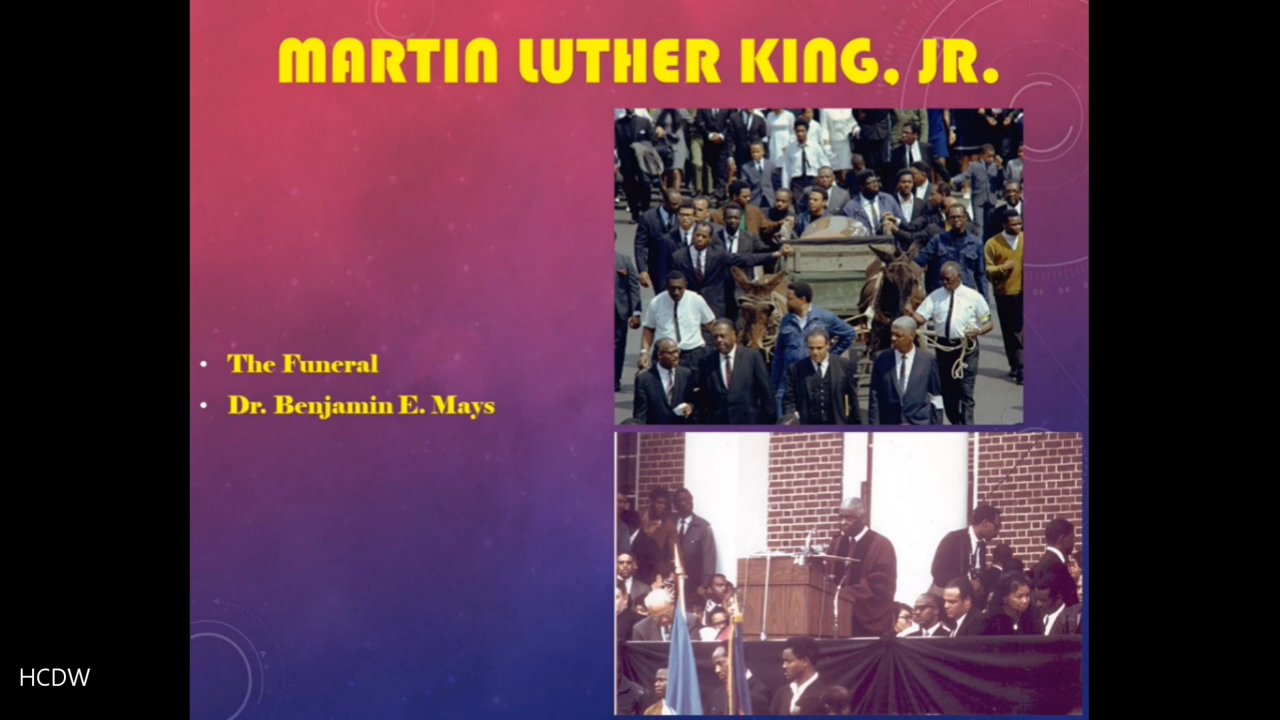 MARTIN LUTHER KING, JR.
• The Funeral
• Dr. Benjamin E. Mays
HCDW